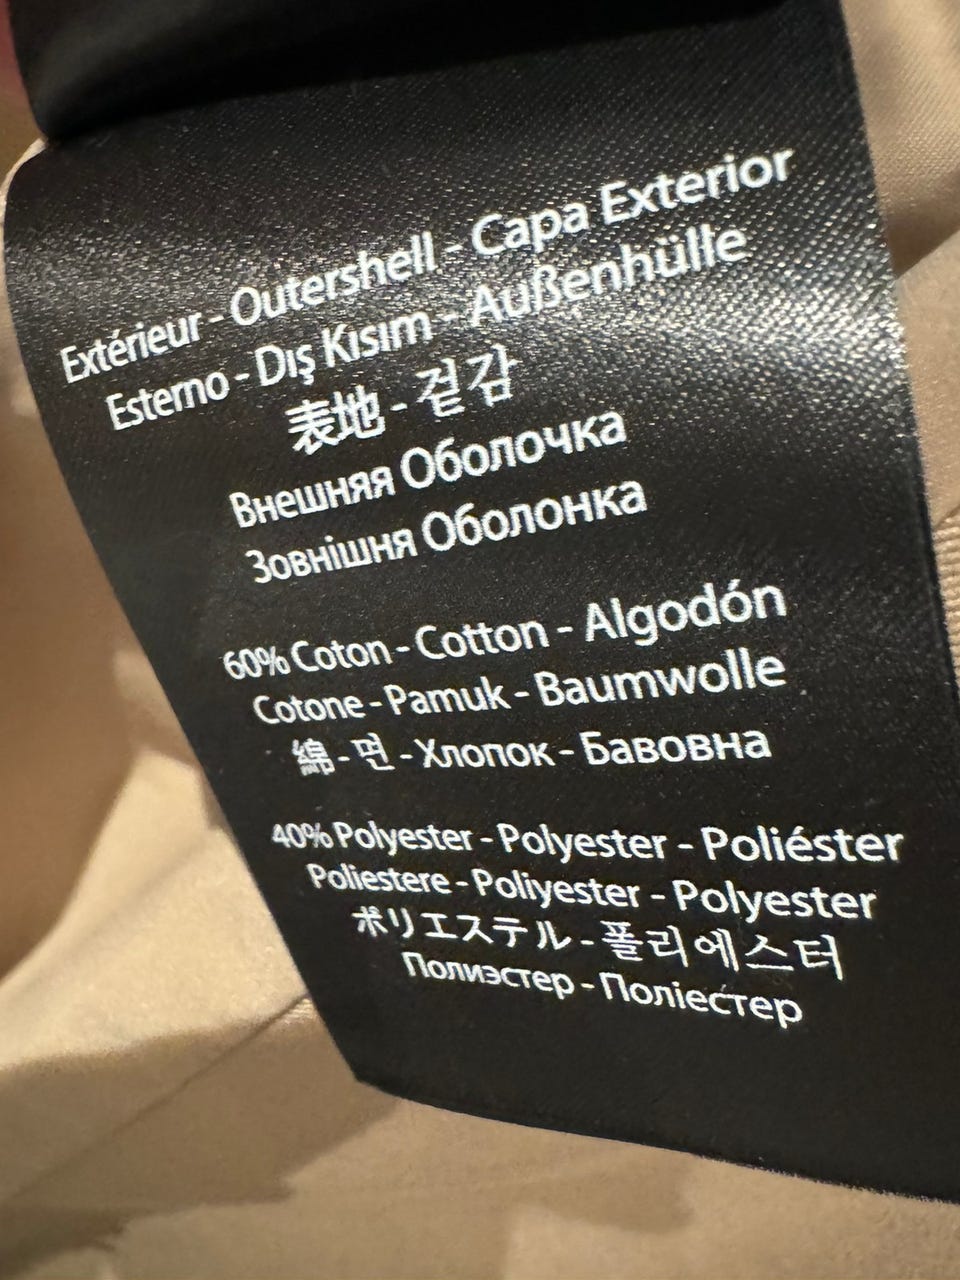 Extérieur - Outershell - Capa Exterior
Esterno - Dış Kısım - Außenhülle
表地 - 겉감
Внешняя Оболочка
Зовнішня Оболонка
60% Coton - Cotton - Algodón
Cotone - Pamuk - Baumwolle
綿 - 면 - Хлопок - Бавовна
40% Polyester - Polyester - Poliéster
Poliestere - Poliyester - Polyester
ポリエステル - 폴리에스터
Полиэстер - Поліестер